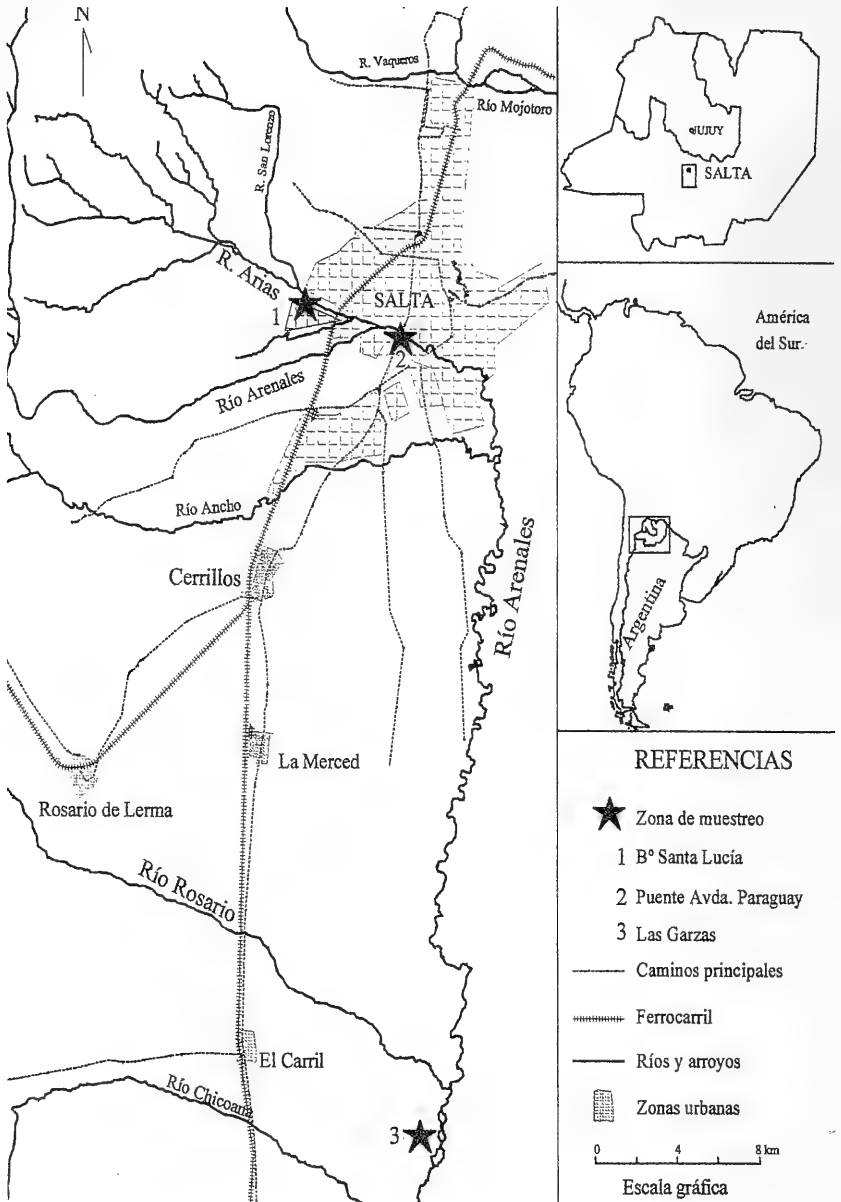 N
R. Vaqueros
Río Mojotoro
R. San Lorenzo
R. Arias
1
SALTA
2
Río Arenales
Río Ancho
Cerrillos
Río Arenales
La Merced
Rosario de Lerma
Río Rosario
El Carril
Río Chicoana
3
JUJUY
SALTA
América
del Sur.
Argentina
REFERENCIAS
Zona de muestreo
1 Bº Santa Lucía
2 Puente Avda. Paraguay
3 Las Garzas
Caminos principales
Ferrocarril
Ríos y arroyos
Zonas urbanas
0 4 8 km
Escala gráfica